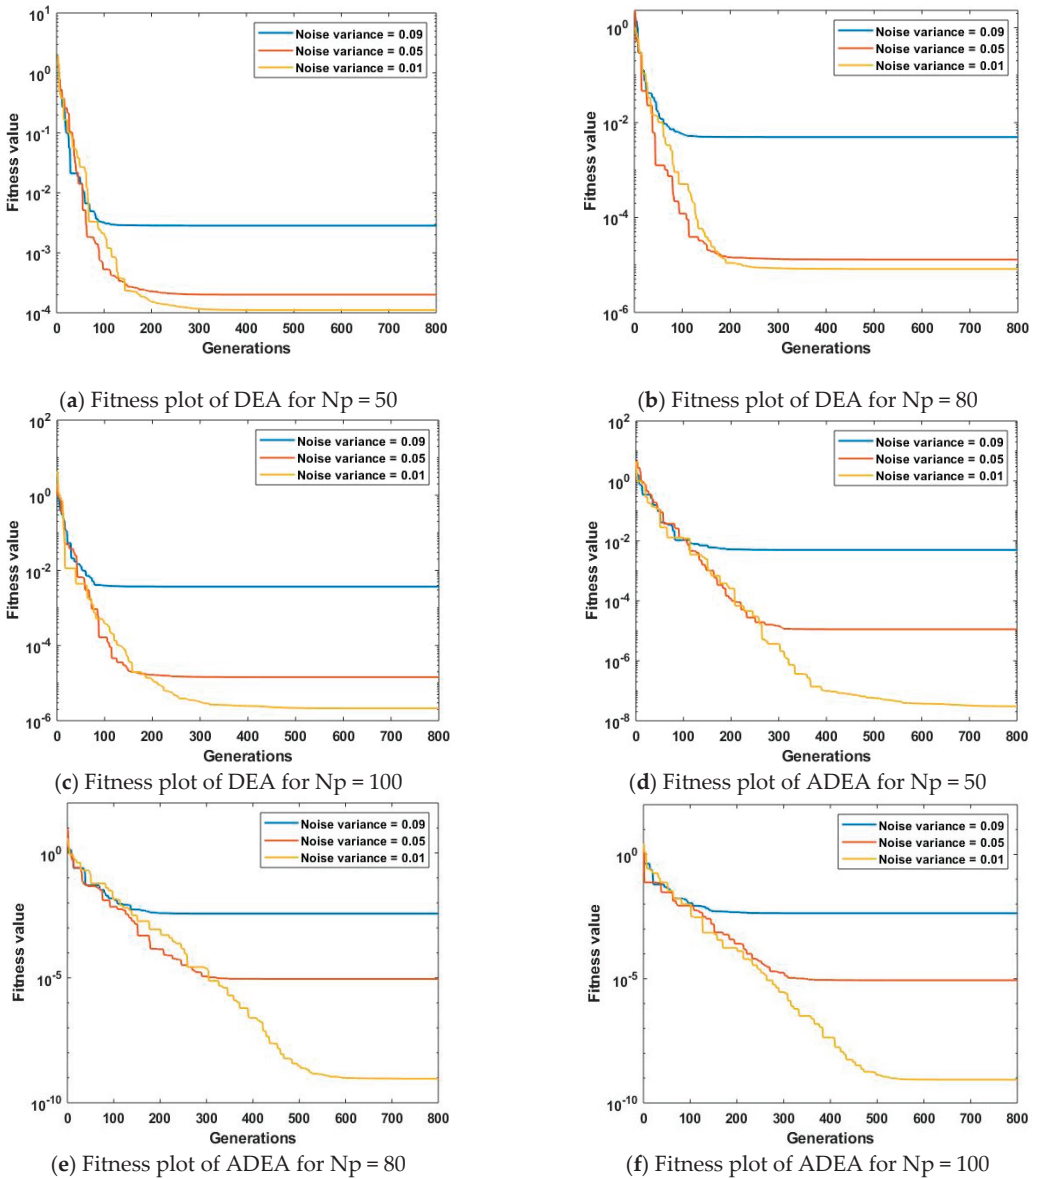 10^1
10^0
10^-1
10^-2
10^-3
10^-4
Fitness value
Noise variance = 0.09
Noise variance = 0.05
Noise variance = 0.01
0 100 200 300 400 500 600 700 800
Generations
(a) Fitness plot of DEA for Np = 50
10^0
10^-2
10^-4
10^-6
Fitness value
Noise variance = 0.09
Noise variance = 0.05
Noise variance = 0.01
0 100 200 300 400 500 600 700 800
Generations
(b) Fitness plot of DEA for Np = 80
10^2
10^0
10^-2
10^-4
10^-6
Fitness value
Noise variance = 0.09
Noise variance = 0.05
Noise variance = 0.01
0 100 200 300 400 500 600 700 800
Generations
(c) Fitness plot of DEA for Np = 100
10^2
10^0
10^-2
10^-4
10^-6
10^-8
Fitness value
Noise variance = 0.09
Noise variance = 0.05
Noise variance = 0.01
0 100 200 300 400 500 600 700 800
Generations
(d) Fitness plot of ADEA for Np = 50
10^0
10^-5
10^-10
Fitness value
Noise variance = 0.09
Noise variance = 0.05
Noise variance = 0.01
0 100 200 300 400 500 600 700 800
Generations
(e) Fitness plot of ADEA for Np = 80
10^0
10^-5
10^-10
Fitness value
Noise variance = 0.09
Noise variance = 0.05
Noise variance = 0.01
0 100 200 300 400 500 600 700 800
Generations
(f) Fitness plot of ADEA for Np = 100